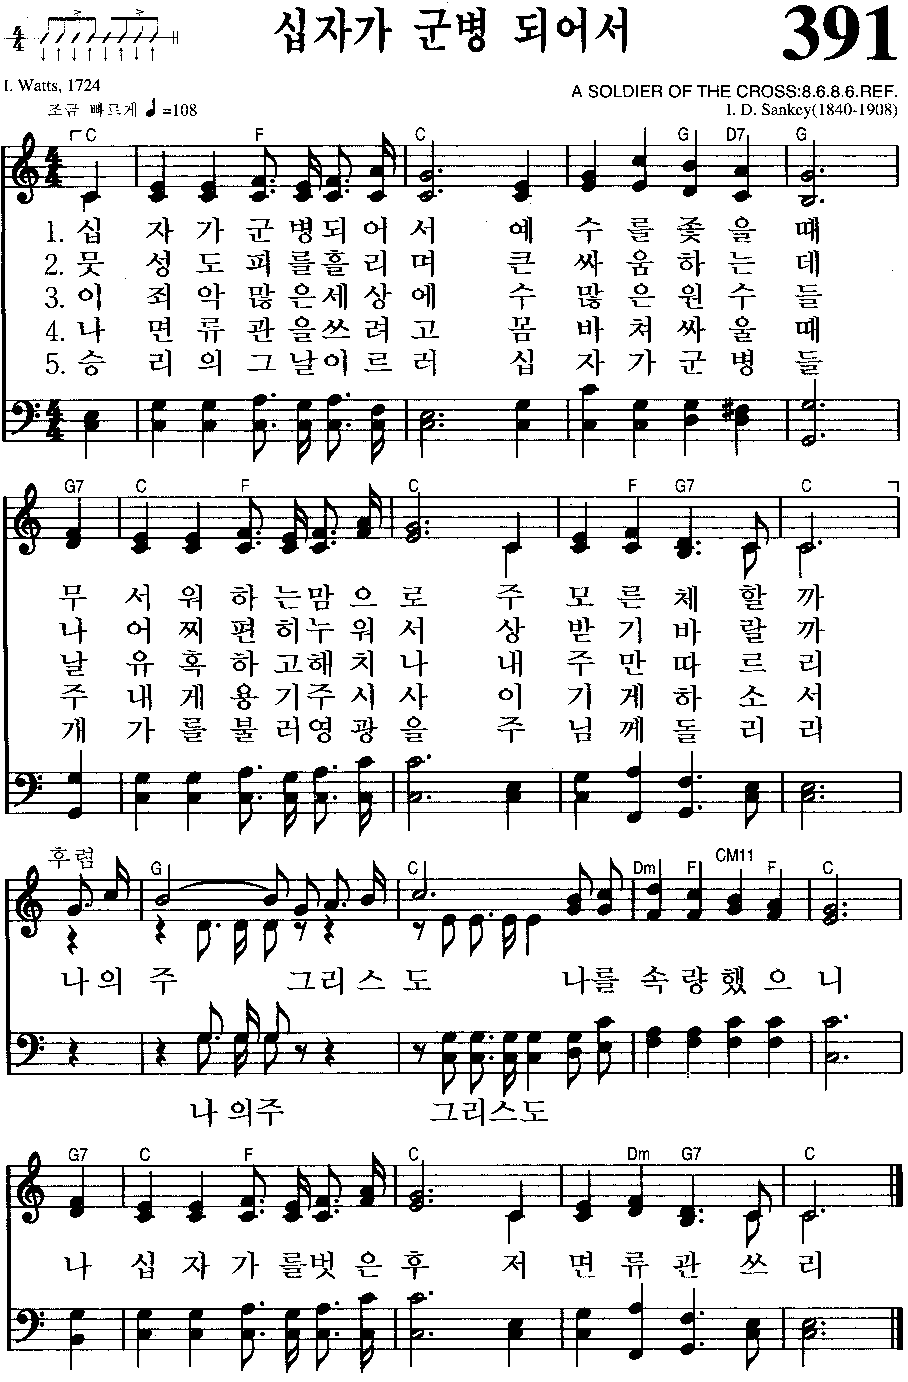 4/4 십자가 군병 되어서 391
I. Watts, 1724
A SOLDIER OF THE CROSS:8.6.8.6.REF.
조금 빠르게 ♩=108 I. D. Sankey(1840-1908)
C F C G D7 G
1. 십 자 가 군 병 되 어 서 예 수 를 좇 을 때
2. 뭇 성 도 피 를 흘 리 며 큰 싸 움 하 는 데
3. 이 죄 악 많 은 세 상 에 수 많 은 원 수 들
4. 나 면 류 관 을 쓰 려 고 몸 바 쳐 싸 울 때
5. 승 리 의 그 날 이 르 러 십 자 가 군 병 들
G7 C F C F G7 C
무 서 워 하 는 맘 으 로 주 모 른 체 할 까
나 어 찌 편 히 누 워 서 상 받 기 바 랄 까
날 유 혹 하 고 해 치 나 내 주 만 따 르 리
주 내 게 용 기 주 시 사 이 기 게 하 소 서
개 가 를 불 러 영 광 을 주 님 께 돌 리 리 라
후렴
G C Dm F CM11 F C
나 의 주 그 리 스 도 나 를 속 량 했 으 니
나 의 주 그 리 스 도
G7 C F C Dm G7 C
나 십 자 가 를 벗 은 후 저 면 류 관 쓰 리